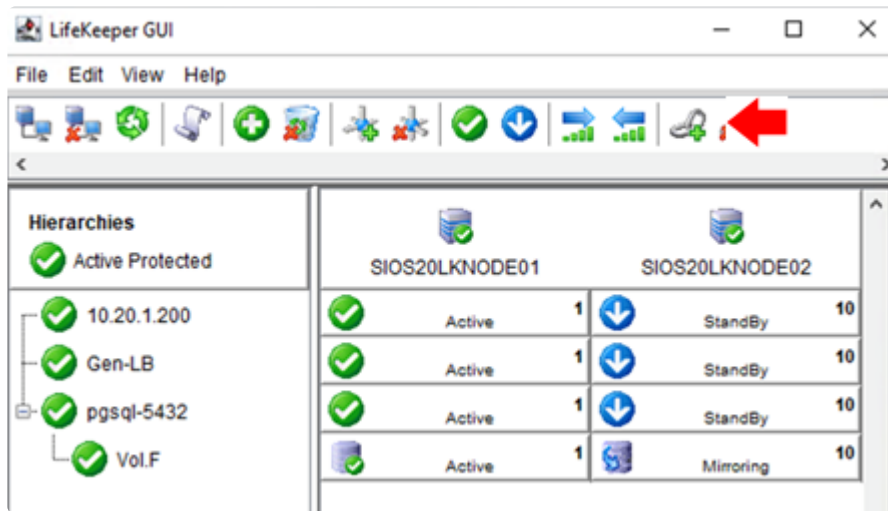 LifeKeeper GUI
File Edit View Help
Hierarchies
Active Protected
SIOS20LKNODE01 SIOS20LKNODE02
10.20.1.200 Active 1 StandBy 10
Gen-LB Active 1 StandBy 10
pgsql-5432 Active 1 StandBy 10
Vol.F Active 1 Mirroring 10